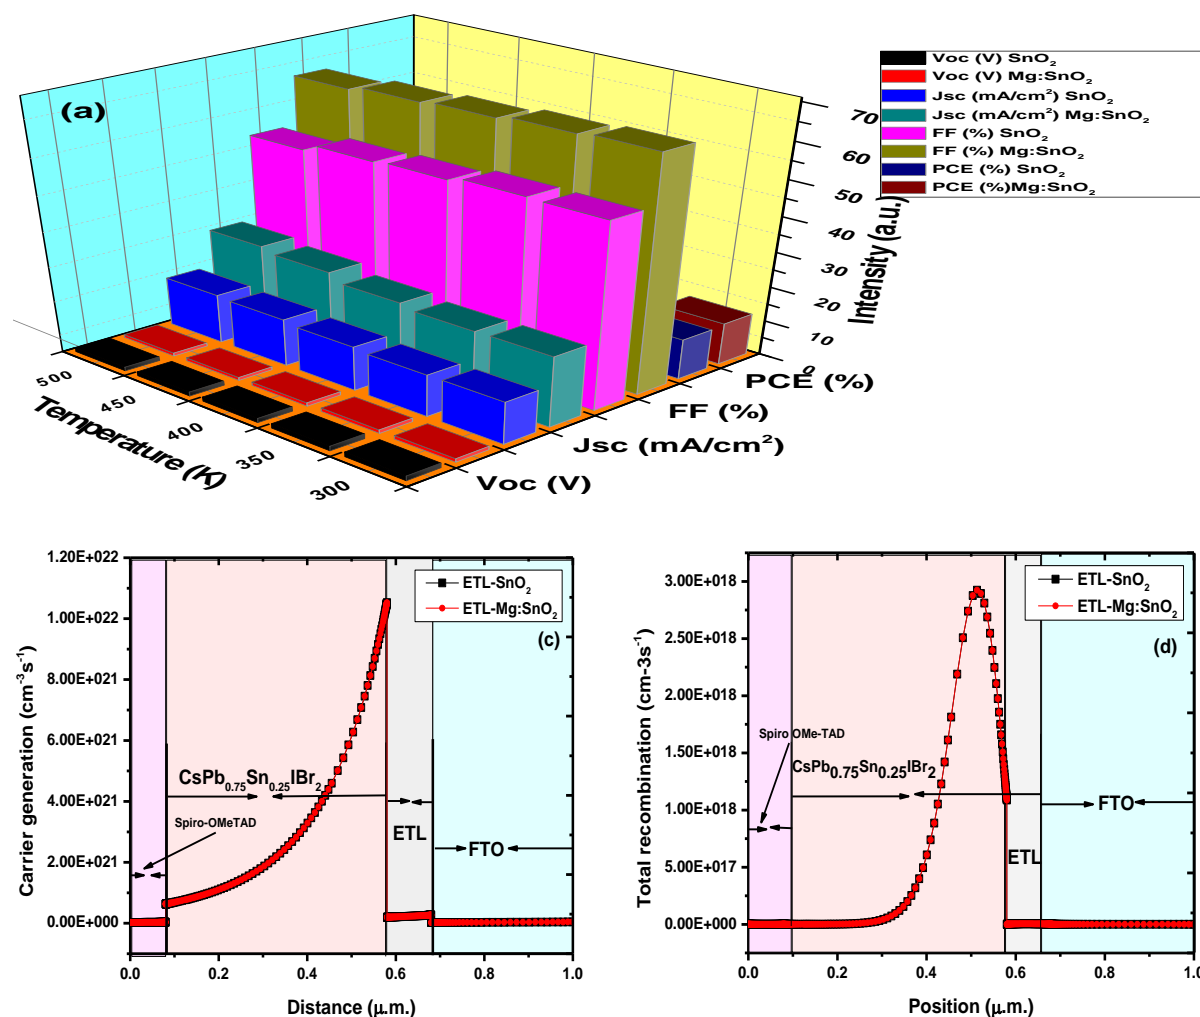 (a)
Voc (V) SnO₂
Voc (V) Mg:SnO₂
Jsc (mA/cm²) SnO₂
Jsc (mA/cm²) Mg:SnO₂
FF (%) SnO₂
FF (%) Mg:SnO₂
PCE (%) SnO₂
PCE (%)Mg:SnO₂
70
60
50
40
30
20
10
0
Intensity (a.u.)
500
450
400
350
300
Temperature (K)
PCE (%)
FF (%)
Jsc (mA/cm²)
Voc (V)
1.20E+022
1.00E+022
8.00E+021
6.00E+021
4.00E+021
2.00E+021
0.00E+000
Carrier generation (cm⁻³s⁻¹)
ETL-SnO₂
ETL-Mg:SnO₂
(c)
CsPb₀.₇₅Sn₀.₂₅IBr₂
Spiro-OMeTAD
ETL
FTO
0.0 0.2 0.4 0.6 0.8 1.0
Distance (μ.m.)
3.00E+018
2.50E+018
2.00E+018
1.50E+018
1.00E+018
5.00E+017
0.00E+000
Total recombination (cm-3s⁻¹)
ETL-SnO₂
ETL-Mg:SnO₂
(d)
Spiro-OMe-TAD
CsPb₀.₇₅Sn₀.₂₅IBr₂
FTO
ETL
0.0 0.2 0.4 0.6 0.8 1.0
Position (μ.m.)